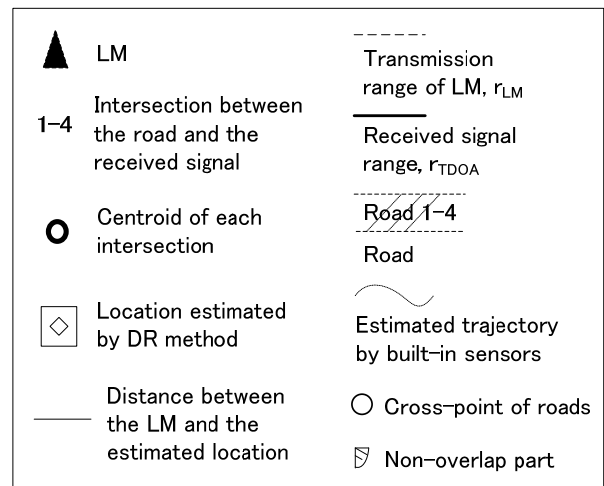 LM
1-4
Intersection between
the road and the
received signal
Centroid of each
intersection
Location estimated
by DR method
Distance between
the LM and the
estimated location
Transmission
range of LM, rLM
Received signal
range, rTDOA
Road 1-4
Road
Estimated trajectory
by built-in sensors
Cross-point of roads
Non-overlap part